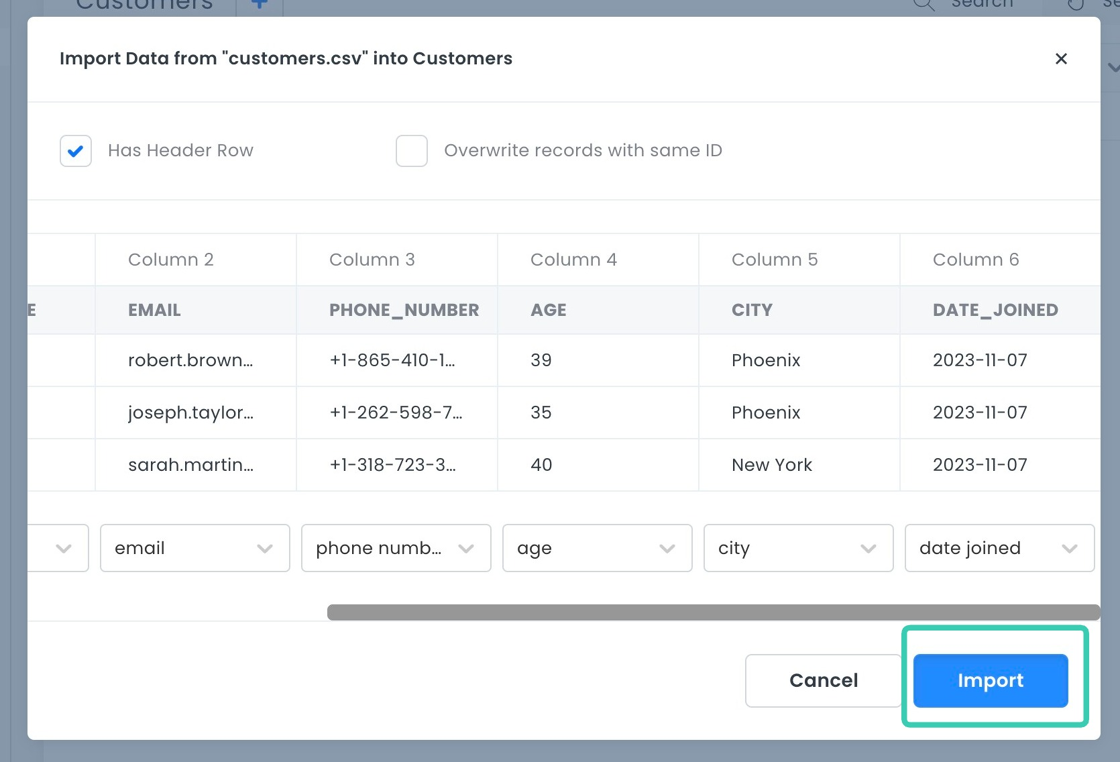 Customers +
Search
Se
Import Data from "customers.csv" into Customers ×
Has Header Row Overwrite records with same ID
Column 2 Column 3 Column 4 Column 5 Column 6
E EMAIL PHONE_NUMBER AGE CITY DATE_JOINED
robert.brown... +1-865-410-1... 39 Phoenix 2023-11-07
joseph.taylor... +1-262-598-7... 35 Phoenix 2023-11-07
sarah.martin... +1-318-723-3... 40 New York 2023-11-07
email phone numb... age city date joined
Cancel Import